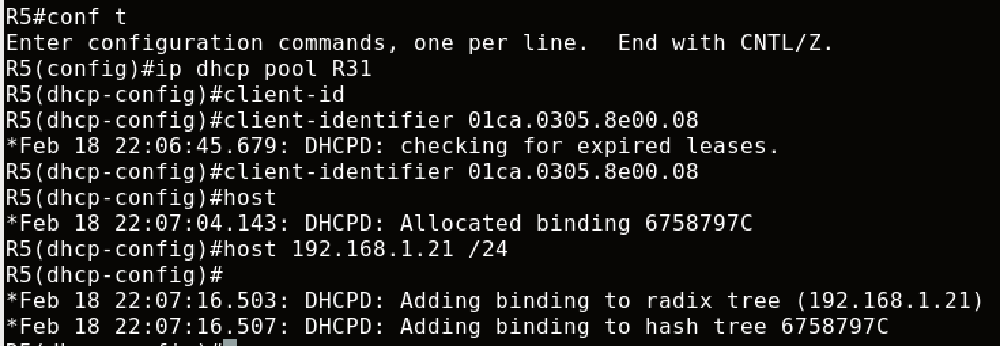 R5#conf t
Enter configuration commands, one per line.  End with CNTL/Z.
R5(config)#ip dhcp pool R31
R5(dhcp-config)#client-id
R5(dhcp-config)#client-identifier 01ca.0305.8e00.08
*Feb 18 22:06:45.679: DHCPD: checking for expired leases.
R5(dhcp-config)#client-identifier 01ca.0305.8e00.08
R5(dhcp-config)#host
*Feb 18 22:07:04.143: DHCPD: Allocated binding 6758797C
R5(dhcp-config)#host 192.168.1.21 /24
R5(dhcp-config)#
*Feb 18 22:07:16.503: DHCPD: Adding binding to radix tree (192.168.1.21)
*Feb 18 22:07:16.507: DHCPD: Adding binding to hash tree 6758797C
R5(dhcp-config)#